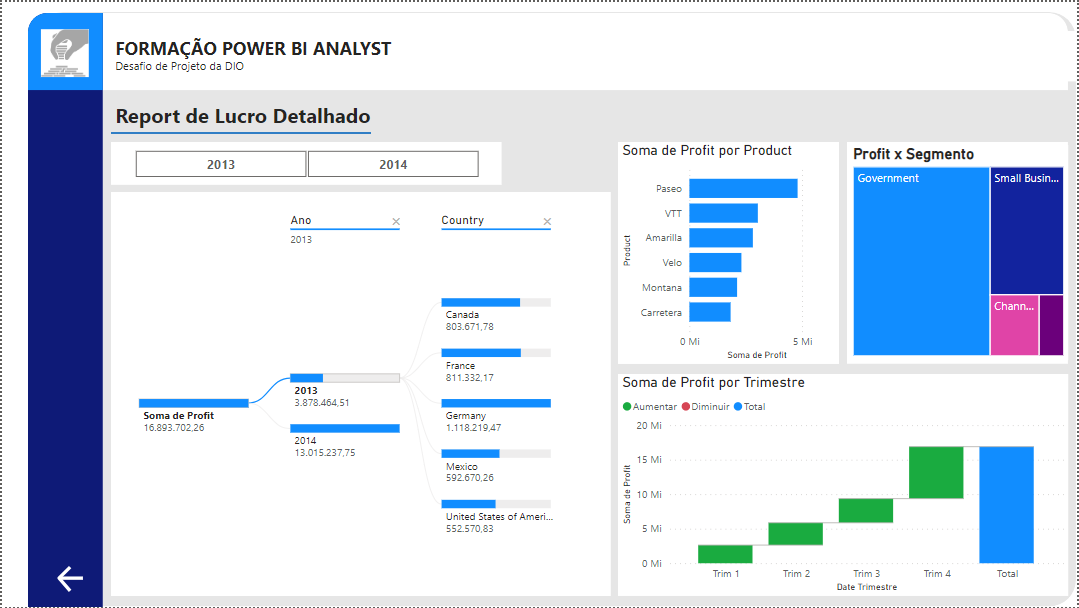 FORMAÇÃO POWER BI ANALYST
Desafio de Projeto da DIO
Report de Lucro Detalhado
2013
2014
Ano
2013
Country
Soma de Profit
16.893.702,26
2013
3.878.464,51
2014
13.015.237,75
Canada
803.671,78
France
811.332,17
Germany
1.118.219,47
Mexico
592.670,26
United States of Ameri...
552.570,83
Soma de Profit por Product
Product
Paseo
VTT
Amarilla
Velo
Montana
Carretera
0 Mi
5 Mi
Soma de Profit
Profit x Segmento
Government
Small Busin...
Chann...
Soma de Profit por Trimestre
Aumentar Diminuir Total
Soma de Profit
20 Mi
15 Mi
10 Mi
5 Mi
0 Mi
Trim 1
Trim 2
Trim 3
Trim 4
Total
Date Trimestre